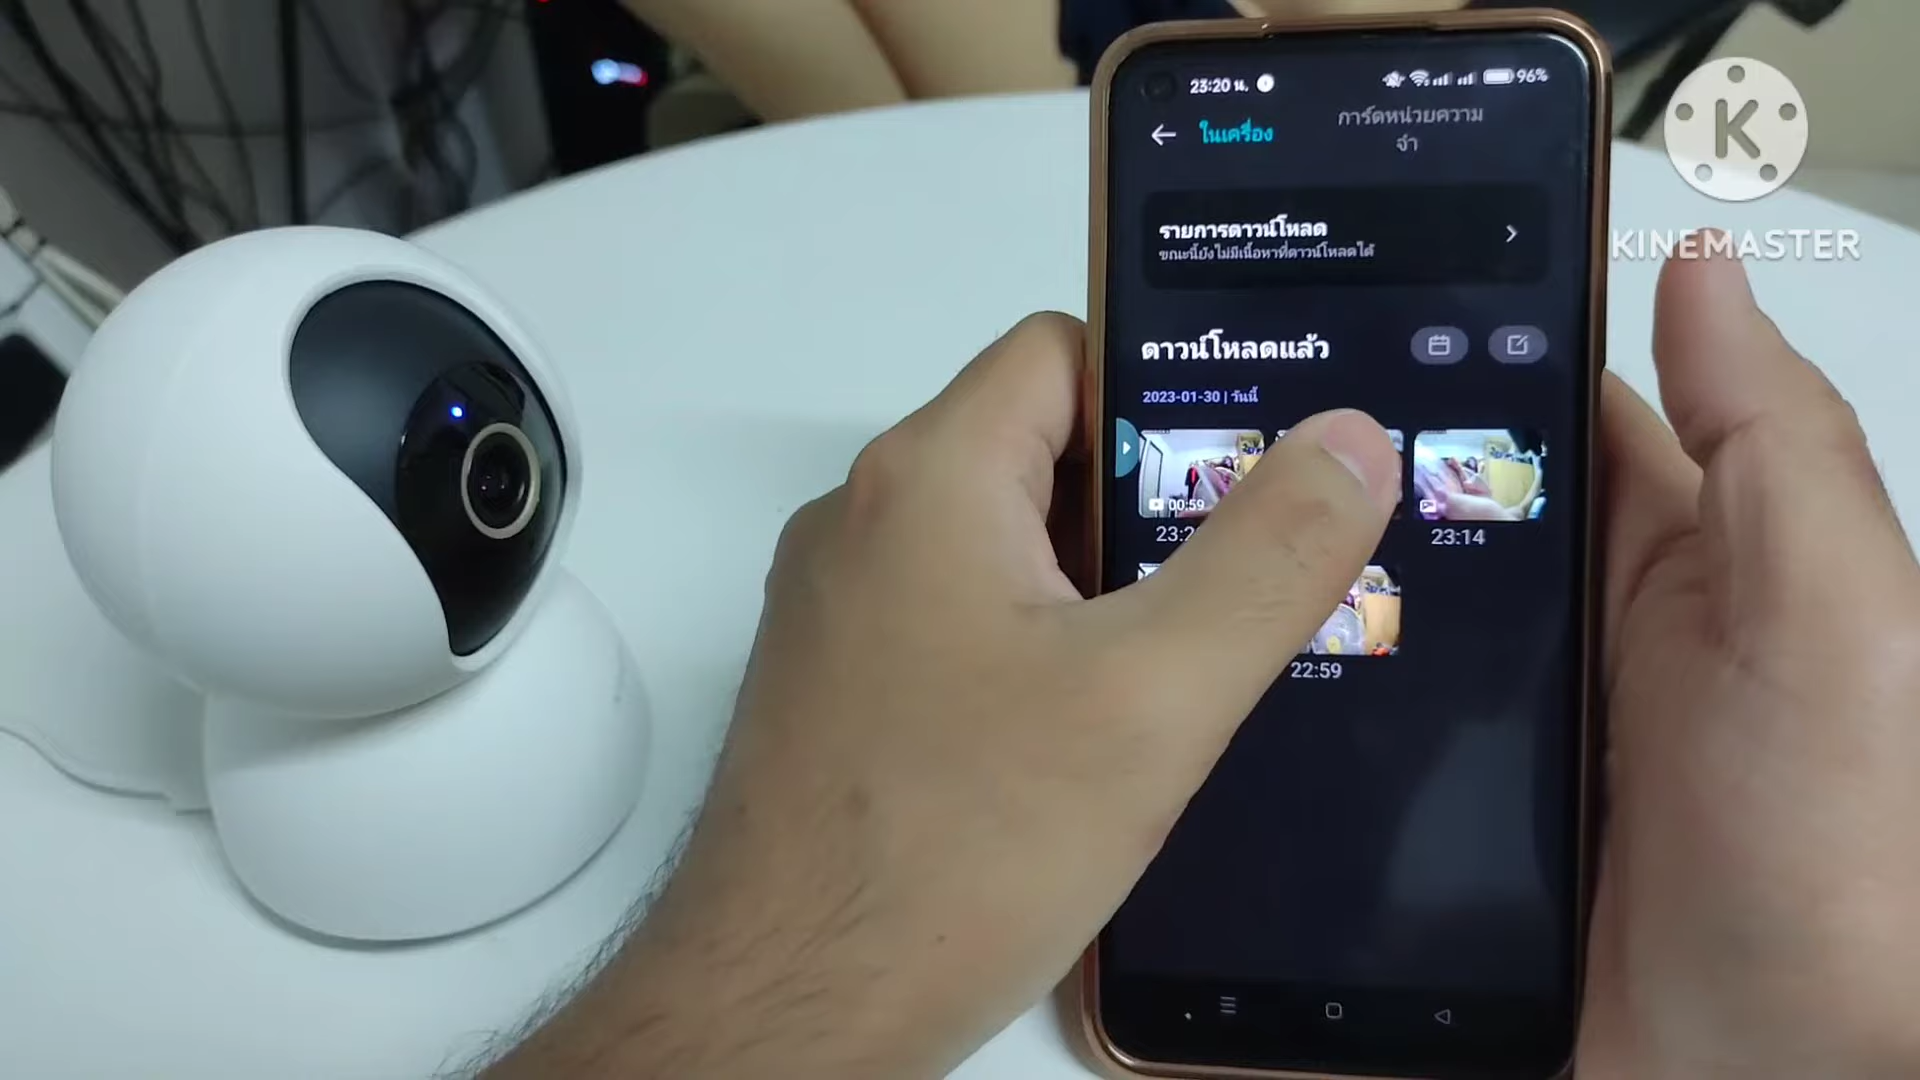 23:20 น.
96%
ในเครื่อง
การ์ดหน่วยความ
จำ
รายการดาวน์โหลด
ขณะนี้ยังไม่มีเนื้อหาที่ดาวน์โหลดได้
ดาวน์โหลดแล้ว
2023-01-30 | วันนี้
00:59
23:14
22:59
K
KINEMASTER